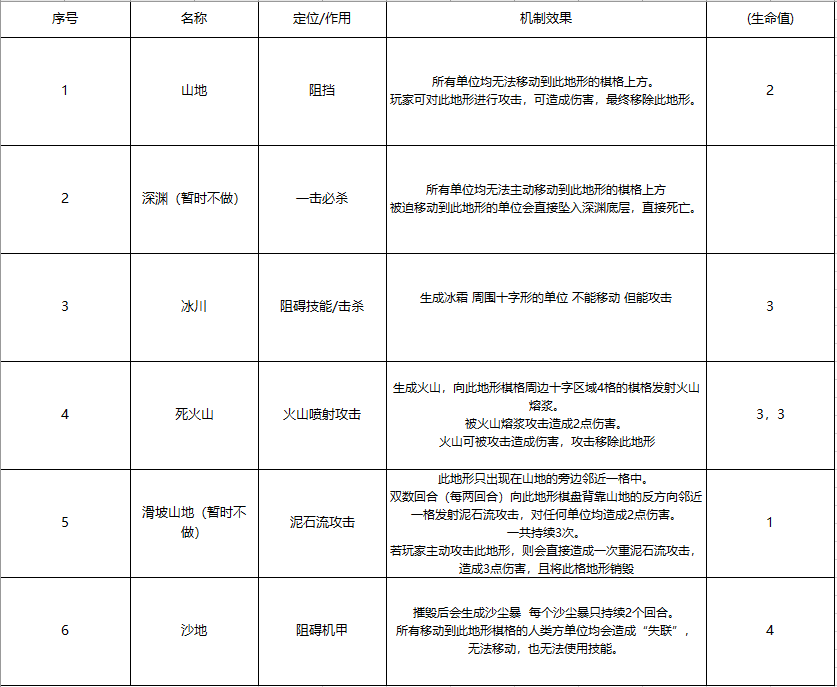 序号 名称 定位/作用 机制效果 (生命值)
所有单位均无法移动到此地形的棋格上方。
1 山地 阻挡 2
玩家可对此地形进行攻击，可造成伤害，最终移除此地形。
所有单位均无法主动移动到此地形的棋格上方
2 深渊（暂时不做） 一击必杀
被迫移动到此地形的单位会直接坠入深渊底层，直接死亡。
3 冰川 阻碍技能/击杀 生成冰霜 周围十字形的单位 不能移动 但能攻击 3
生成火山，向此地形棋格周边十字区域4格的棋格发射火山
熔浆。
4 死火山 火山喷射攻击 3，3
被火山熔浆攻击造成2点伤害。
火山可被攻击造成伤害，攻击移除此地形
此地形只出现在山地的旁边邻近一格中。
双数回合（每两回合）向此地形棋盘背靠山地的反方向邻近
滑坡山地（暂时不
一格发射泥石流攻击，对任何单位均造成2点伤害。
5 泥石流攻击 1
做）
一共持续3次。
若玩家主动攻击此地形，则会直接造成一次重泥石流攻击，
造成3点伤害，且将此格地形销毁
摧毁后会生成沙尘暴 每个沙尘暴只持续2个回合。
6 沙地 阻碍机甲 所有移动到此地形棋格的人类方单位均会造成“失联”， 4
无法移动，也无法使用技能。